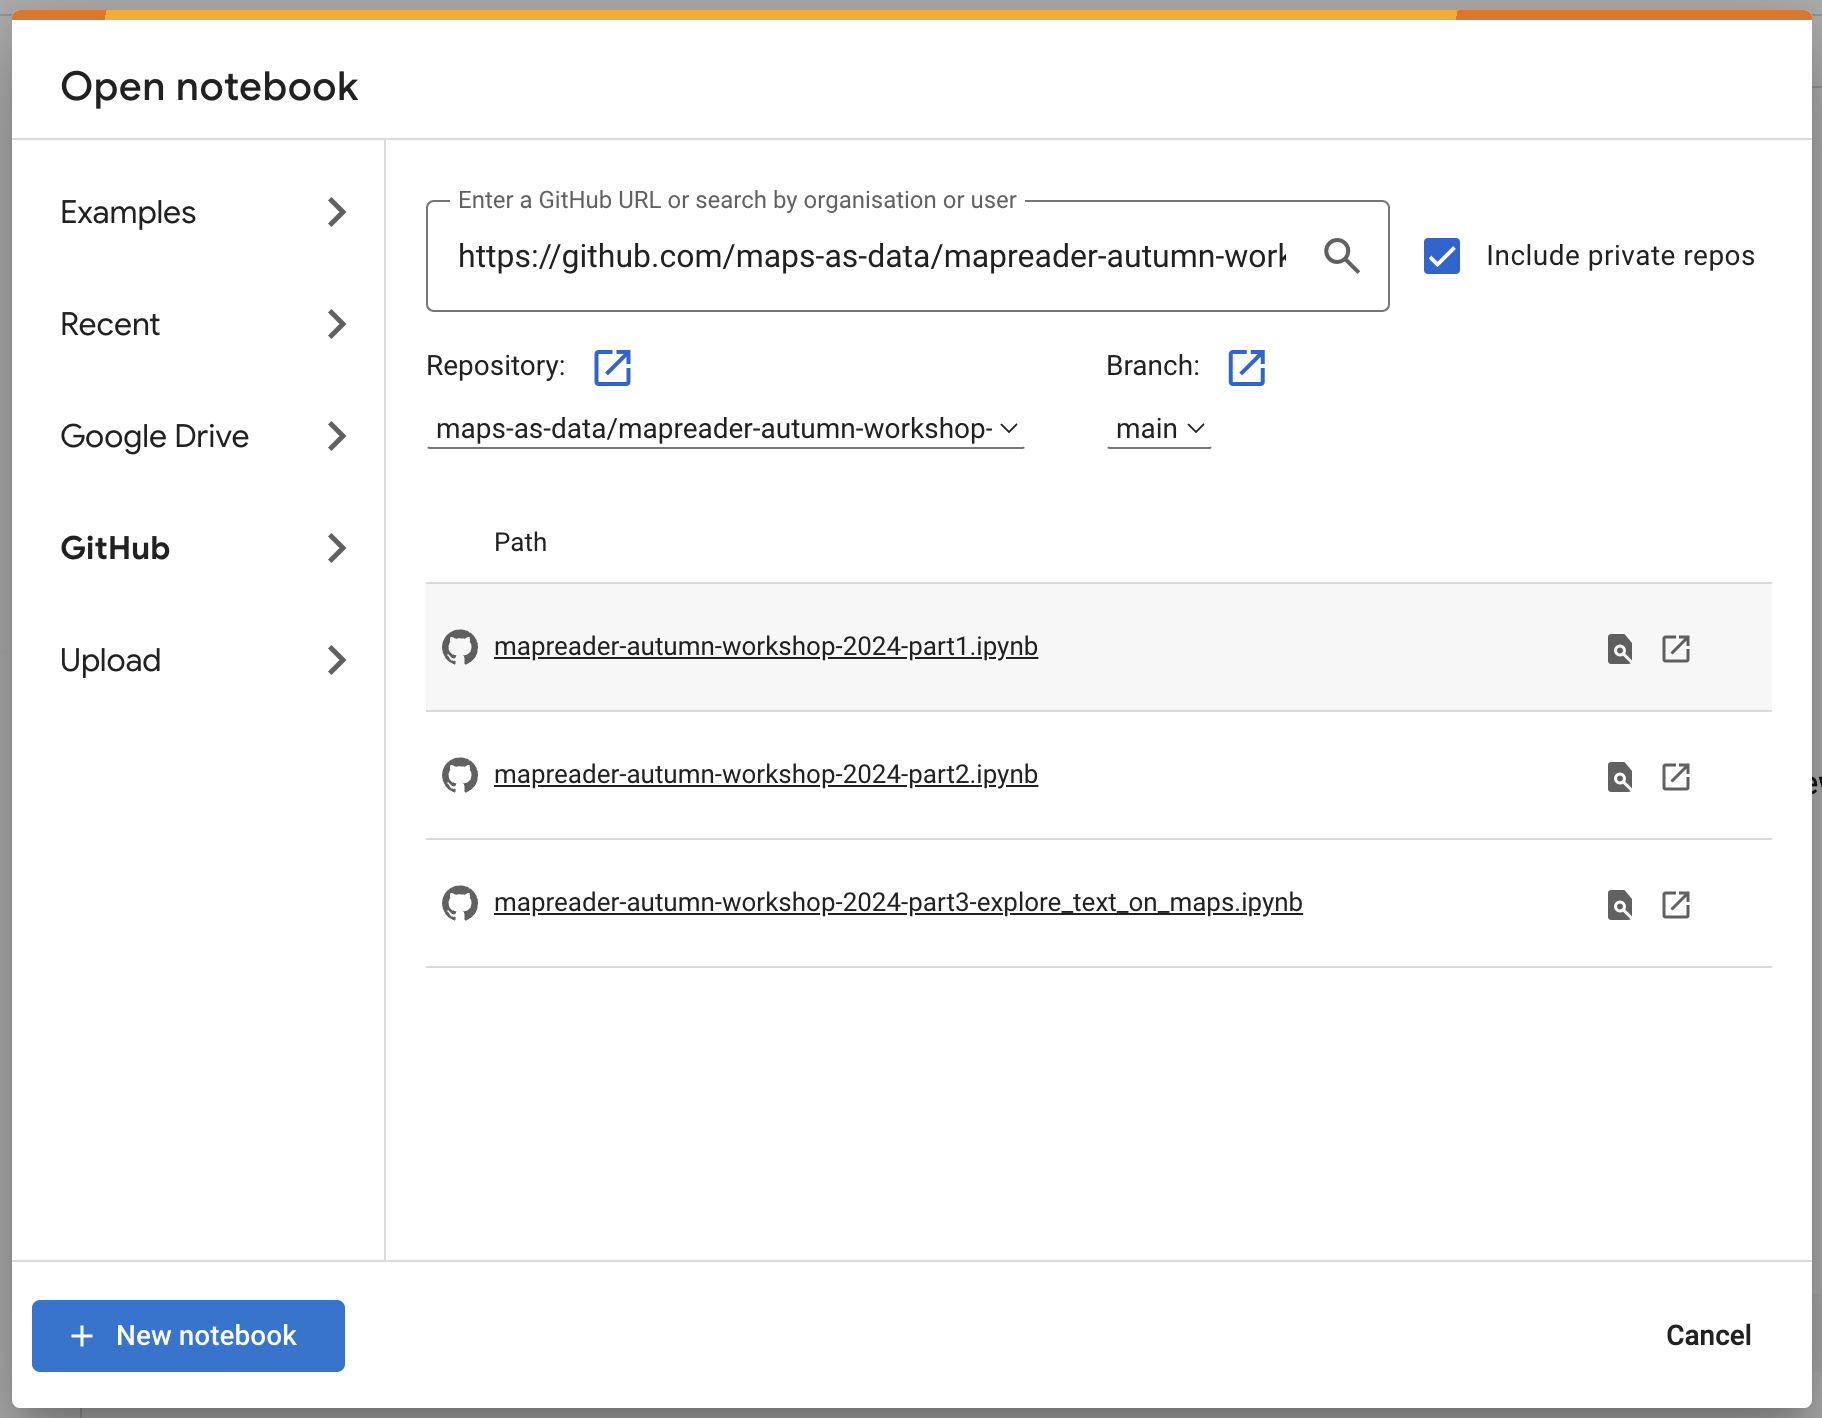 Open notebook
Examples
Recent
Google Drive
GitHub
Upload
Enter a GitHub URL or search by organisation or user
https://github.com/maps-as-data/mapreader-autumn-work
Include private repos
Repository:
Branch:
maps-as-data/mapreader-autumn-workshop-
main
Path
mapreader-autumn-workshop-2024-part1.ipynb
mapreader-autumn-workshop-2024-part2.ipynb
mapreader-autumn-workshop-2024-part3-explore_text_on_maps.ipynb
+ New notebook
Cancel